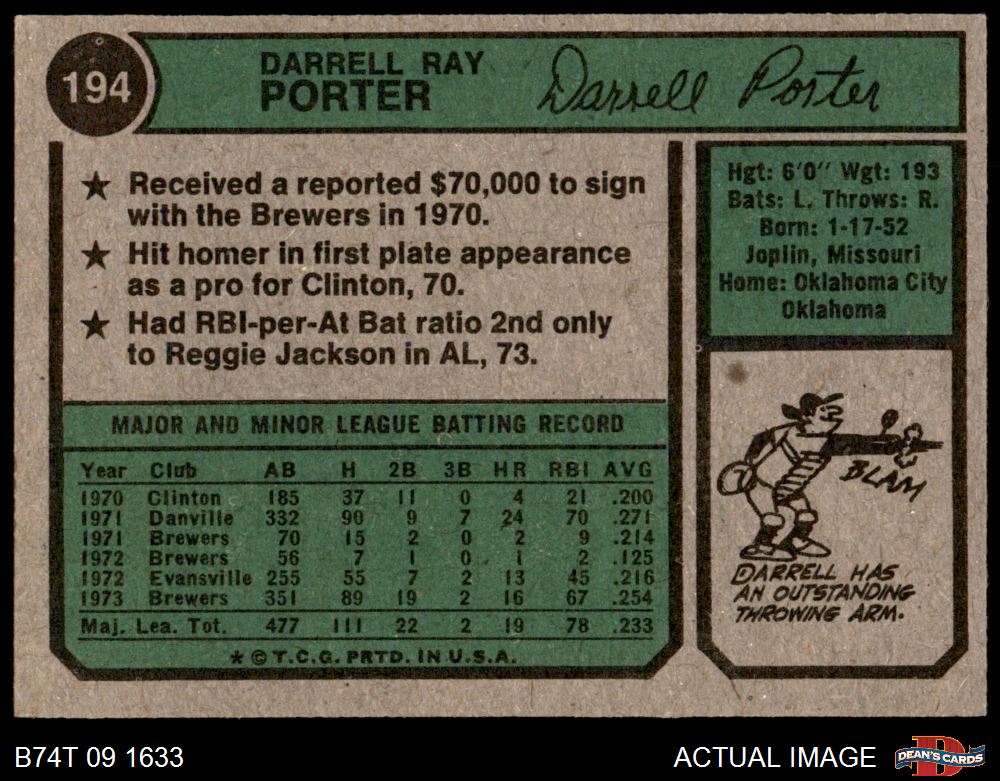 194
DARRELL RAY
PORTER
Darrell Porter
★ Received a reported $70,000 to sign
with the Brewers in 1970.
★ Hit homer in first plate appearance
as a pro for Clinton, 70.
★ Had RBI-per-At Bat ratio 2nd only
to Reggie Jackson in AL, 73.
Hgt: 6'0" Wgt: 193
Bats: L. Throws: R.
Born: 1-17-52
Joplin, Missouri
Home: Oklahoma City
Oklahoma
MAJOR AND MINOR LEAGUE BATTING RECORD
Year Club AB H 2B 3B HR RBI AVG
1970 Clinton 185 37 11 0 4 21 .200
1971 Danville 332 90 9 7 24 70 .271
1971 Brewers 70 15 2 0 2 9 .214
1972 Brewers 56 7 1 0 1 2 .125
1972 Evansville 255 55 7 2 13 45 .216
1973 Brewers 351 89 19 2 16 67 .254
Maj. Lea. Tot. 477 111 22 2 19 78 .233
* © T.C.G. PRTD. IN U.S.A.
BLAM
DARRELL HAS
AN OUTSTANDING
THROWING ARM.
B74T 09 1633
ACTUAL IMAGE
D
DEAN'S CARDS